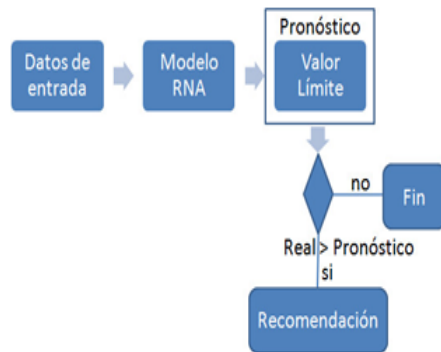 Pronóstico
Datos de
entrada
Modelo
RNA
Valor
Límite
no
Fin
Real > Pronóstico
si
Recomendación